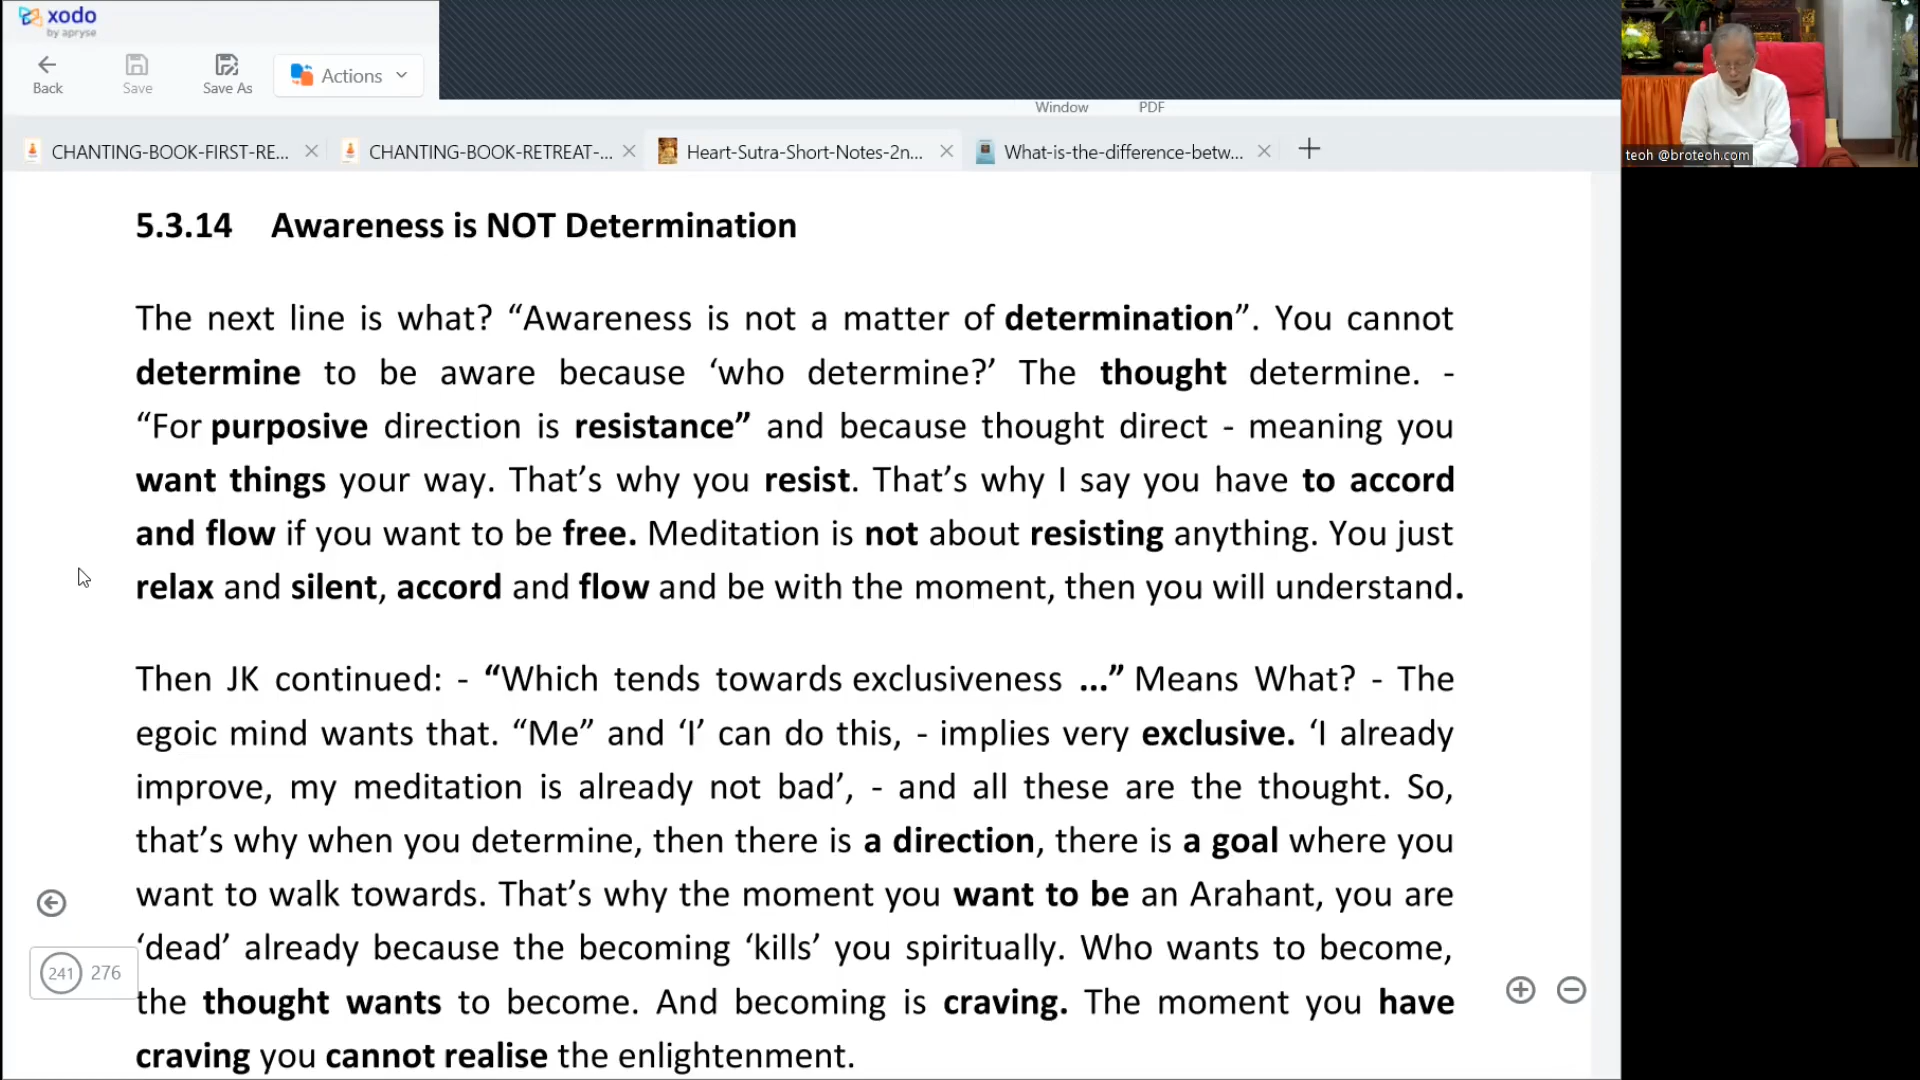 xodo
by apryse
Back
Save
Save As
Actions
Window
PDF
CHANTING-BOOK-FIRST-RE...
CHANTING-BOOK-RETREAT-...
Heart-Sutra-Short-Notes-2n...
What-is-the-difference-betw...
teoh @broteoh.com
5.3.14 Awareness is NOT Determination
The next line is what? “Awareness is not a matter of determination”. You cannot
determine to be aware because ‘who determine?’ The thought determine. -
“For purposive direction is resistance” and because thought direct - meaning you
want things your way. That’s why you resist. That’s why I say you have to accord
and flow if you want to be free. Meditation is not about resisting anything. You just
relax and silent, accord and flow and be with the moment, then you will understand.
Then JK continued: - “Which tends towards exclusiveness ...” Means What? - The
egoic mind wants that. “Me” and ‘I’ can do this, - implies very exclusive. ‘I already
improve, my meditation is already not bad’, - and all these are the thought. So,
that’s why when you determine, then there is a direction, there is a goal where you
want to walk towards. That’s why the moment you want to be an Arahant, you are
‘dead’ already because the becoming ‘kills’ you spiritually. Who wants to become,
the thought wants to become. And becoming is craving. The moment you have
craving you cannot realise the enlightenment.
241 276